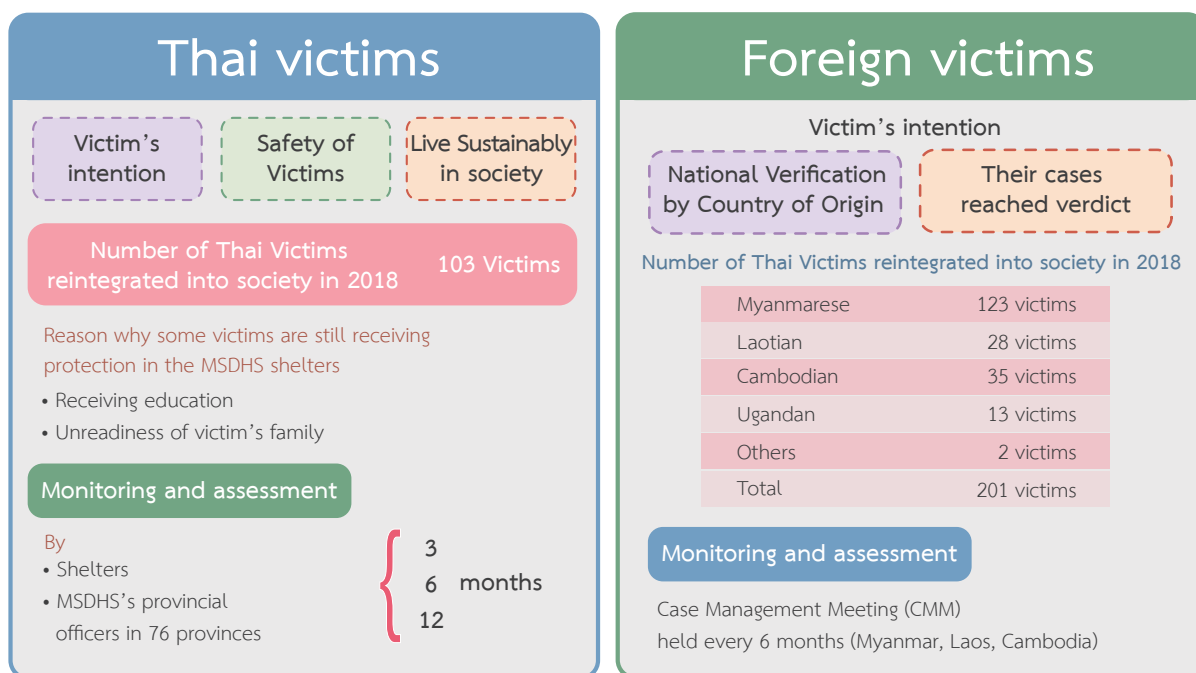 Thai victims
Victim's
intention
Safety of
Victims
Live Sustainably
in society
Number of Thai Victims
reintegrated into society in 2018
103 Victims
Reason why some victims are still receiving
protection in the MSDHS shelters
• Receiving education
• Unreadiness of victim's family
Monitoring and assessment
By
• Shelters
• MSDHS's provincial
officers in 76 provinces
3
6 months
12
Foreign victims
Victim's intention
National Verification
by Country of Origin
Their cases
reached verdict
Number of Thai Victims reintegrated into society in 2018
Myanmarese 123 victims
Laotian 28 victims
Cambodian 35 victims
Ugandan 13 victims
Others 2 victims
Total 201 victims
Monitoring and assessment
Case Management Meeting (CMM)
held every 6 months (Myanmar, Laos, Cambodia)